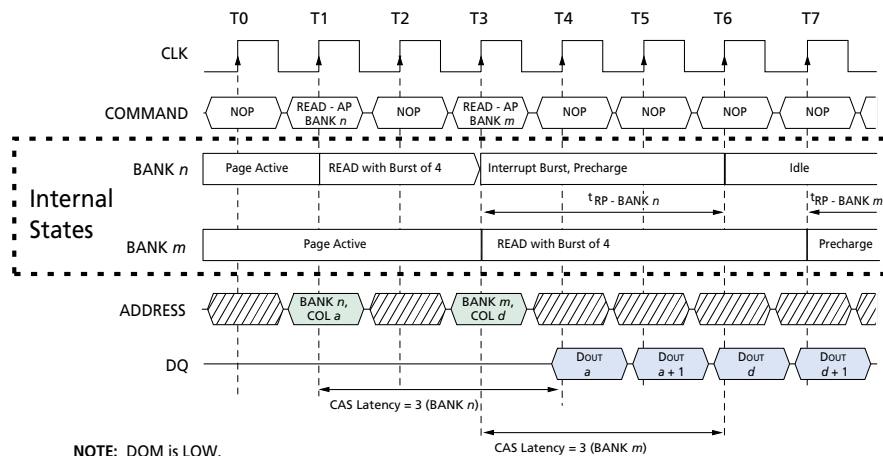 T0 T1 T2 T3 T4 T5 T6 T7
CLK
COMMAND NOP READ - AP BANK n NOP READ - AP BANK m NOP NOP NOP NOP
Internal States
BANK n Page Active READ with Burst of 4 Interrupt Burst, Precharge Idle
tRP - BANK n tRP - BANK m
BANK m Page Active READ with Burst of 4 Precharge
ADDRESS BANK n, COL a BANK m, COL d
DQ DOUT a DOUT a + 1 DOUT d DOUT d + 1
CAS Latency = 3 (BANK n)
CAS Latency = 3 (BANK m)
NOTE: DQM is LOW.